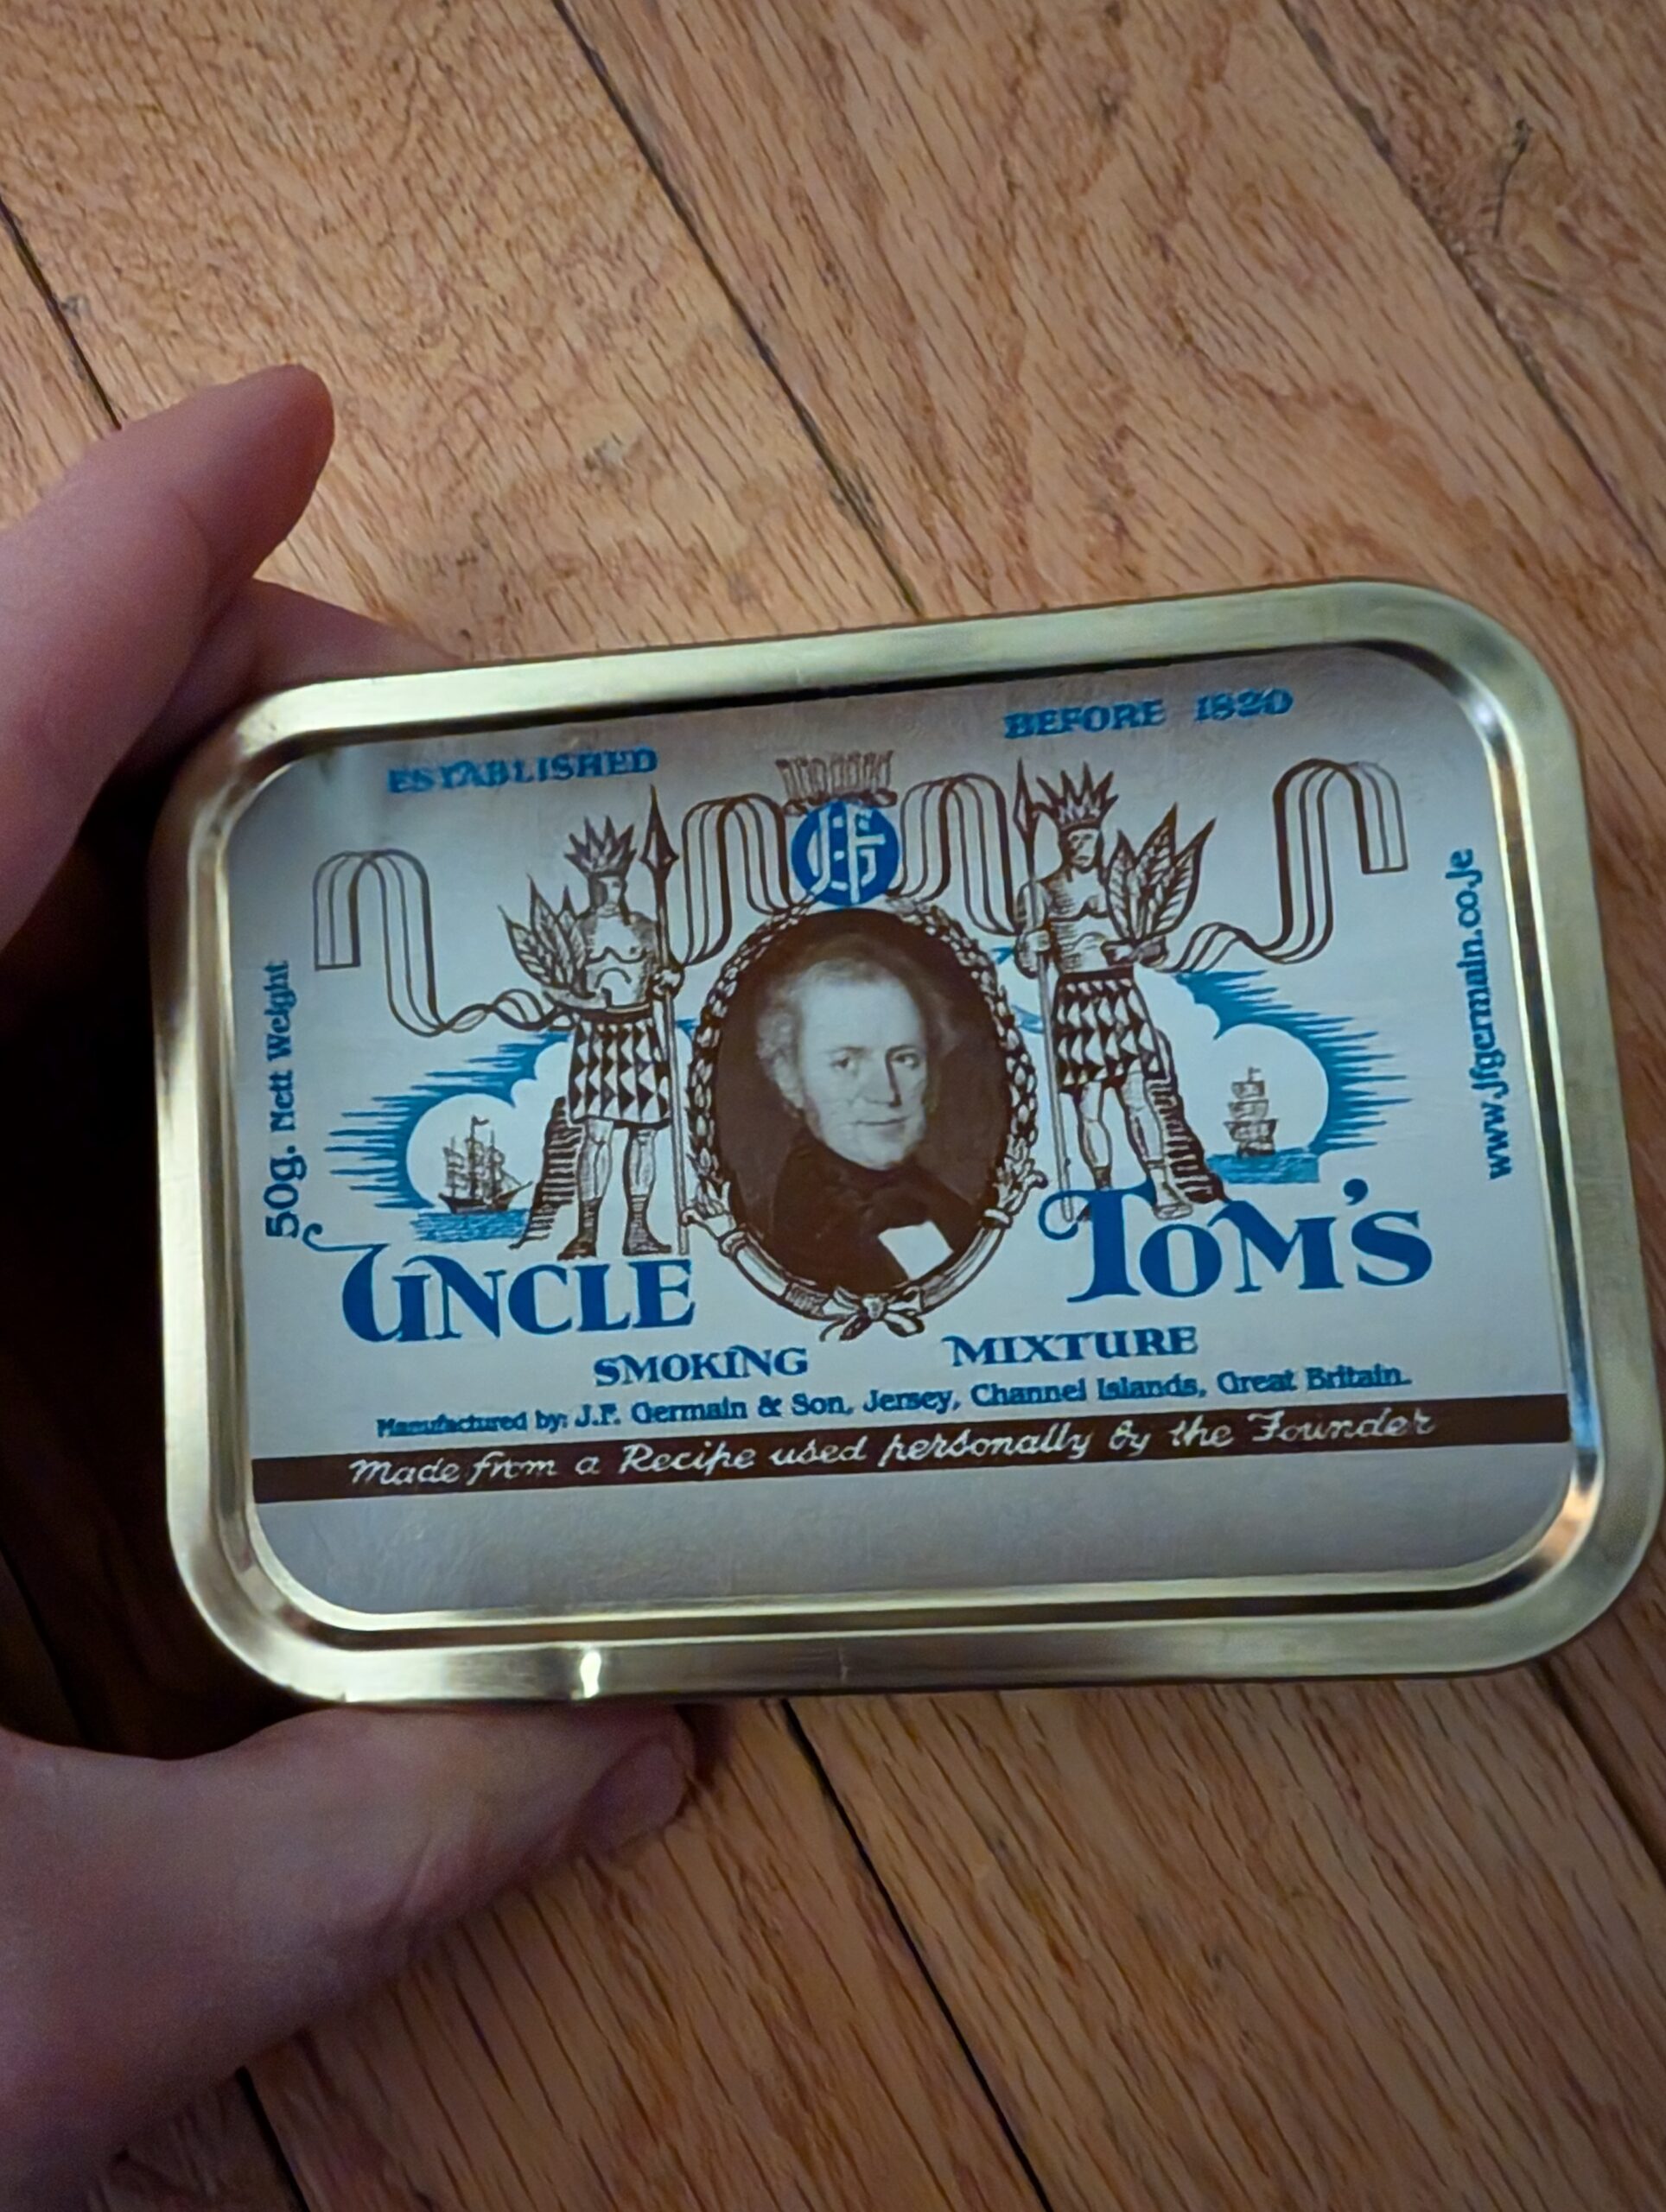 ESTABLISHED BEFORE 1820
JFG
50g. Nett Weight
www.jfgermain.co.je
UNCLE TOM'S
SMOKING MIXTURE
Manufactured by: J.F. Germain & Son, Jersey, Channel Islands, Great Britain.
Made from a Recipe used personally by the Founder